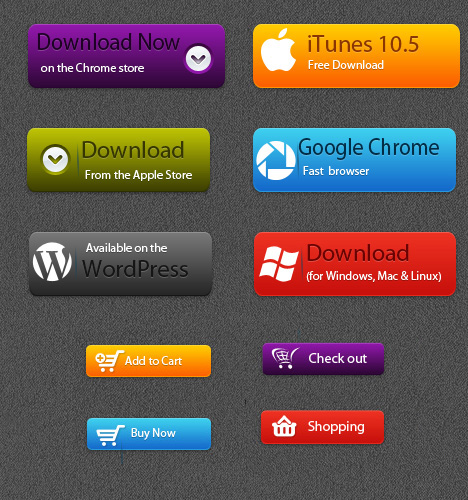 Download Now
on the Chrome store
iTunes 10.5
Free Download
Download
From the Apple Store
Google Chrome
Fast browser
Available on the
WordPress
Download
(for Windows, Mac & Linux)
Add to Cart
Check out
Buy Now
Shopping